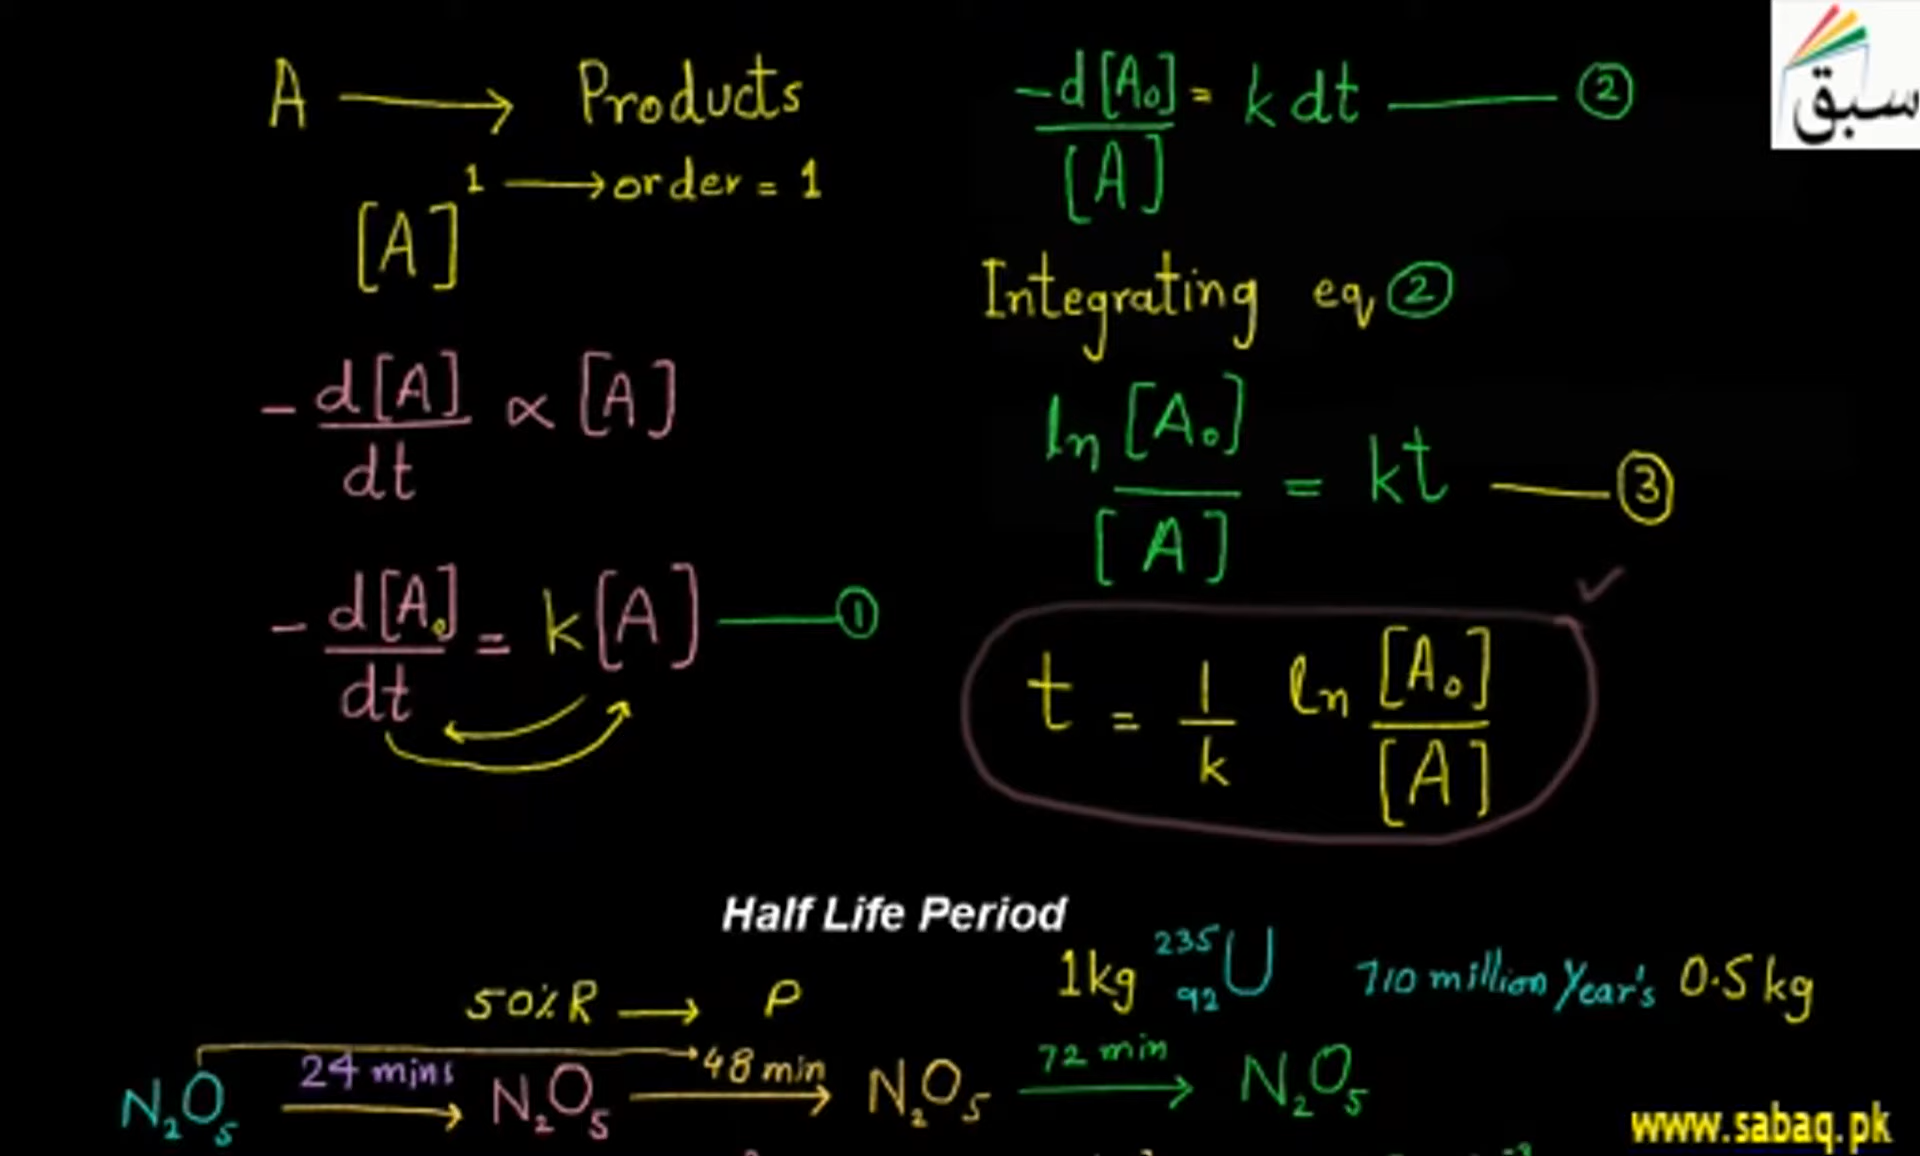 A ⟶ Products
[A]¹ ⟶ order = 1
- d[A]/dt ∝ [A]
- d[A₀]/dt = k[A] — ①
-d[A₀]/[A] = k dt — ②
Integrating eq ②
ln [A₀]/[A] = kt — ③
✓
t = 1/k ln [A₀]/[A]
سبق
Half Life Period
1kg ²³⁵₉₂U 710 million Year's 0.5 kg
50% R ⟶ P
N₂O₅ 24 mins ⟶ N₂O₅ 48 min ⟶ N₂O₅ 72 min ⟶ N₂O₅
www.sabaq.pk